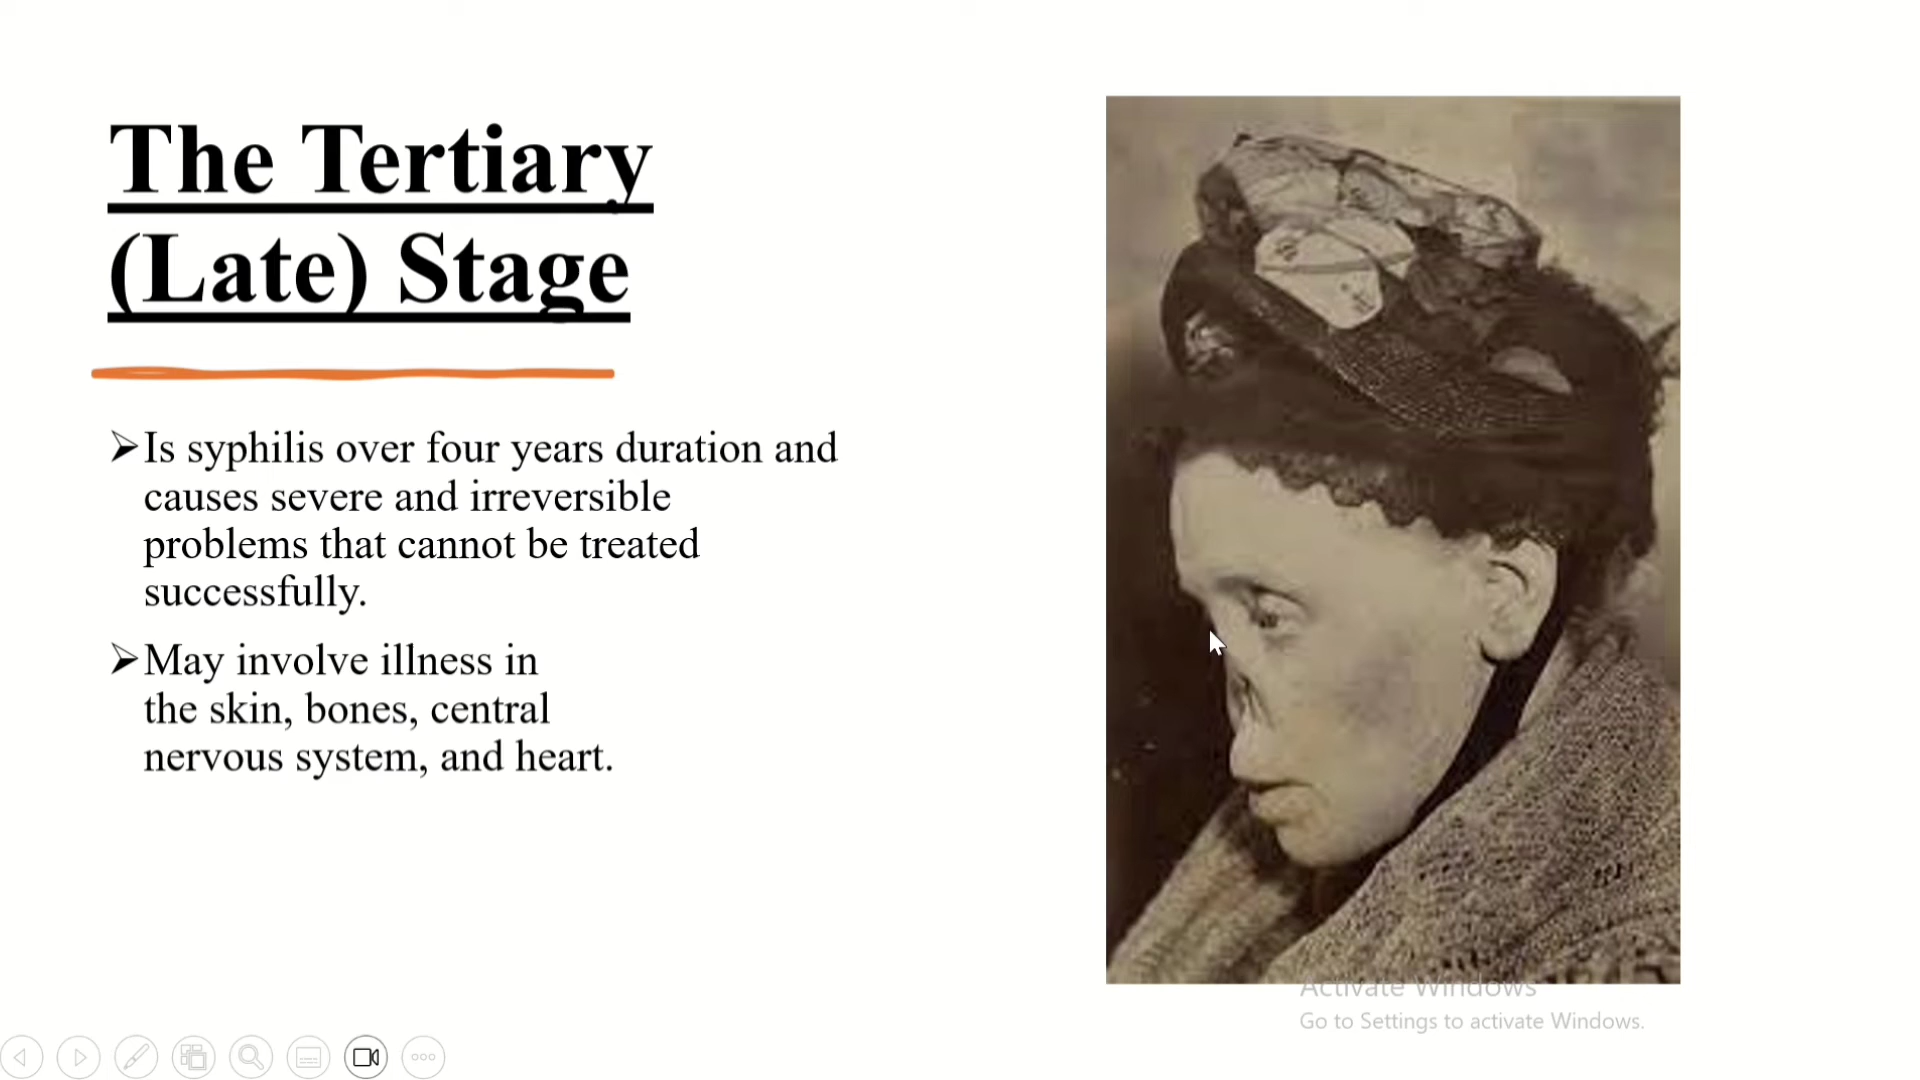 The Tertiary
(Late) Stage
➢Is syphilis over four years duration and
causes severe and irreversible
problems that cannot be treated
successfully.
➢May involve illness in
the skin, bones, central
nervous system, and heart.
Activate Windows
Go to Settings to activate Windows.